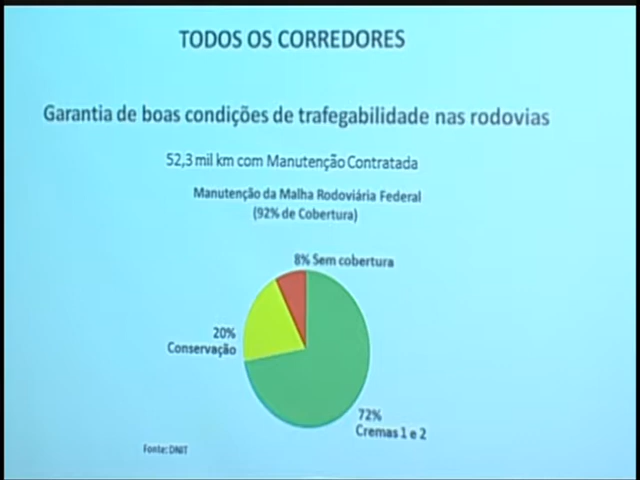 TODOS OS CORREDORES
Garantia de boas condições de trafegabilidade nas rodovias
52,3 mil km com Manutenção Contratada
Manutenção da Malha Rodoviária Federal
(92% de Cobertura)
8% Sem cobertura
20%
Conservação
72%
Cremas 1 e 2
Fonte: DNIT